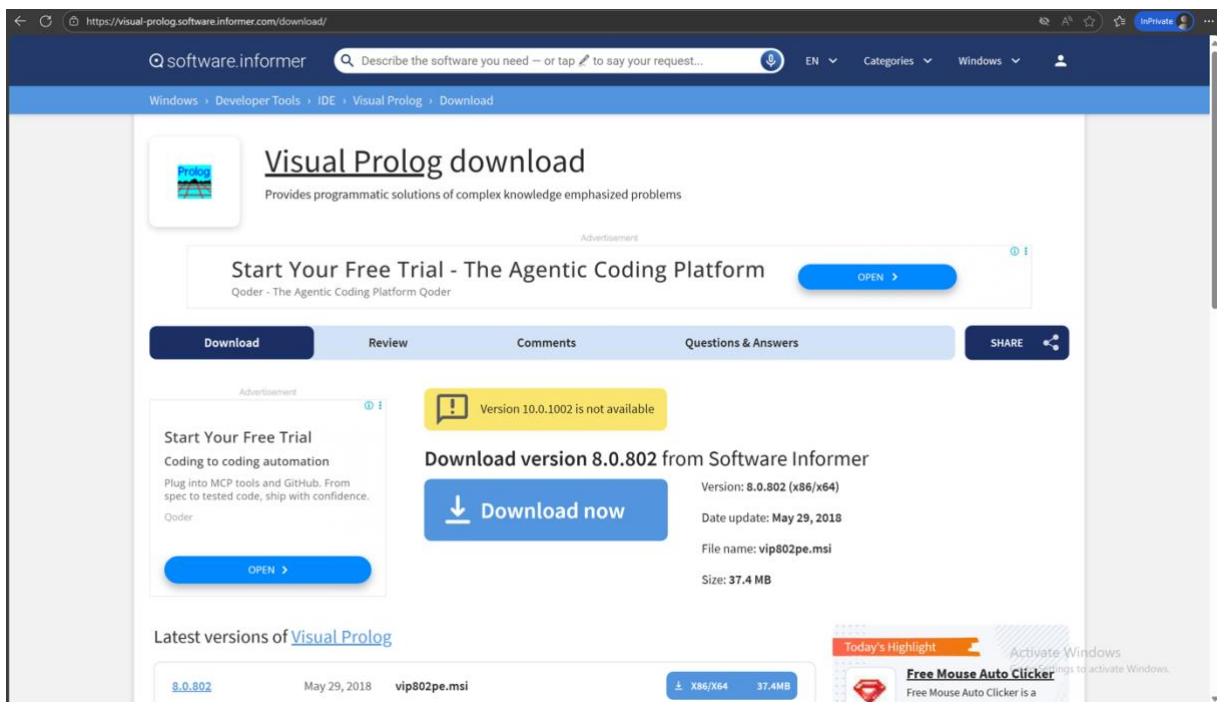 https://visual-prolog.software.informer.com/download/
InPrivate
software.informer
Describe the software you need — or tap to say your request...
EN
Categories
Windows
Windows › Developer Tools › IDE › Visual Prolog › Download
Prolog
Visual Prolog download
Provides programmatic solutions of complex knowledge emphasized problems
Advertisement
Start Your Free Trial - The Agentic Coding Platform
Qoder - The Agentic Coding Platform Qoder
OPEN >
Download
Review
Comments
Questions & Answers
SHARE
Advertisement
Start Your Free Trial
Coding to coding automation
Plug into MCP tools and GitHub. From
spec to tested code, ship with confidence.
Qoder
OPEN >
Version 10.0.1002 is not available
Download version 8.0.802 from Software Informer
Download now
Version: 8.0.802 (x86/x64)
Date update: May 29, 2018
File name: vip802pe.msi
Size: 37.4 MB
Latest versions of Visual Prolog
8.0.802 May 29, 2018 vip802pe.msi X86/X64 37.4MB
Today's Highlight
Free Mouse Auto Clicker
Free Mouse Auto Clicker is a
Activate Windows
Settings to activate Windows.